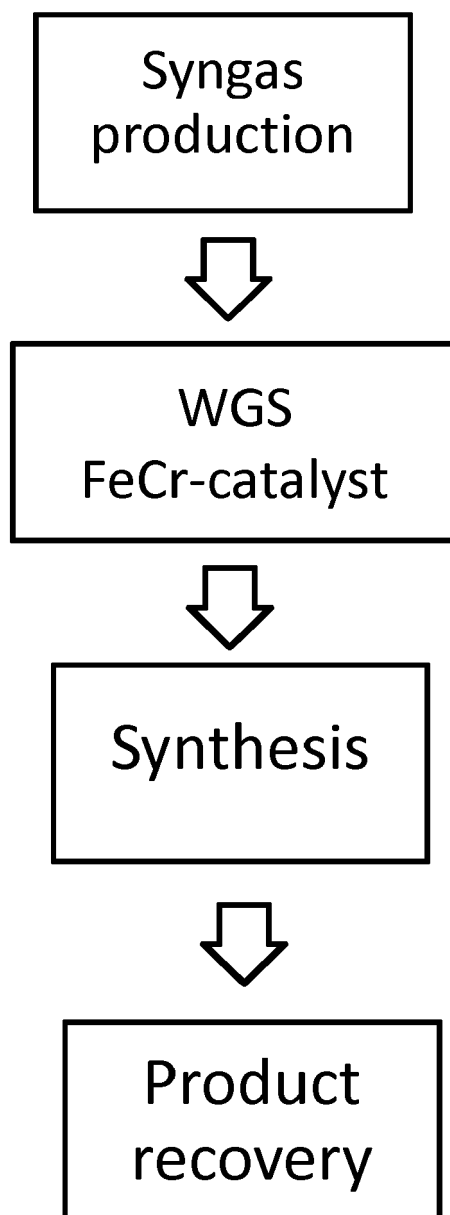 Syngas
production
WGS
FeCr-catalyst
Synthesis
Product
recovery